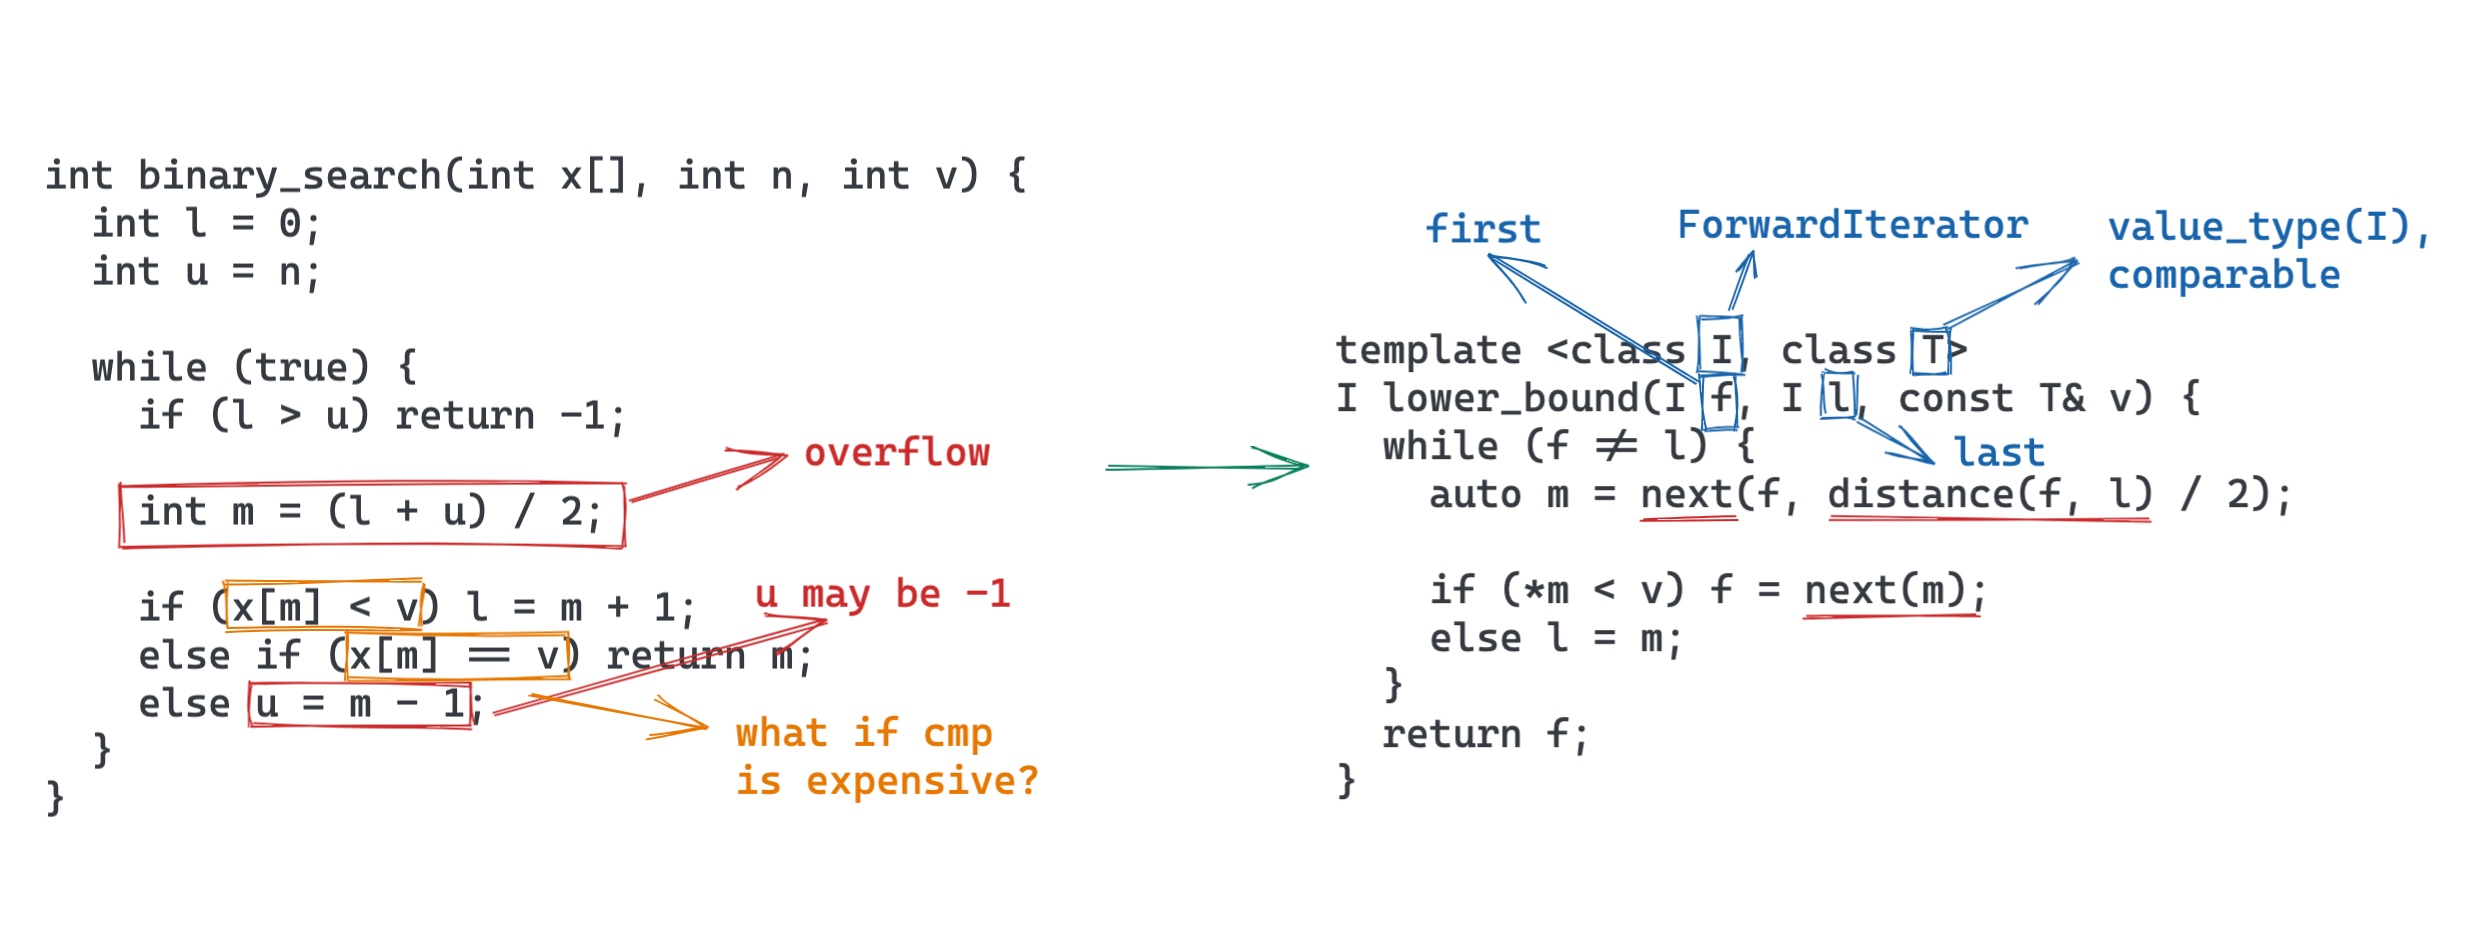 int binary_search(int x[], int n, int v) {
int l = 0;
int u = n;
while (true) {
if (l > u) return -1;
int m = (l + u) / 2;
overflow
if (x[m] < v) l = m + 1;
u may be -1
else if (x[m] == v) return m;
else u = m - 1;
what if cmp
is expensive?
}
}
first
ForwardIterator
value_type(I),
comparable
template <class I, class T>
I lower_bound(I f, I l, const T& v) {
while (f != l) {
last
auto m = next(f, distance(f, l) / 2);
if (*m < v) f = next(m);
else l = m;
}
return f;
}